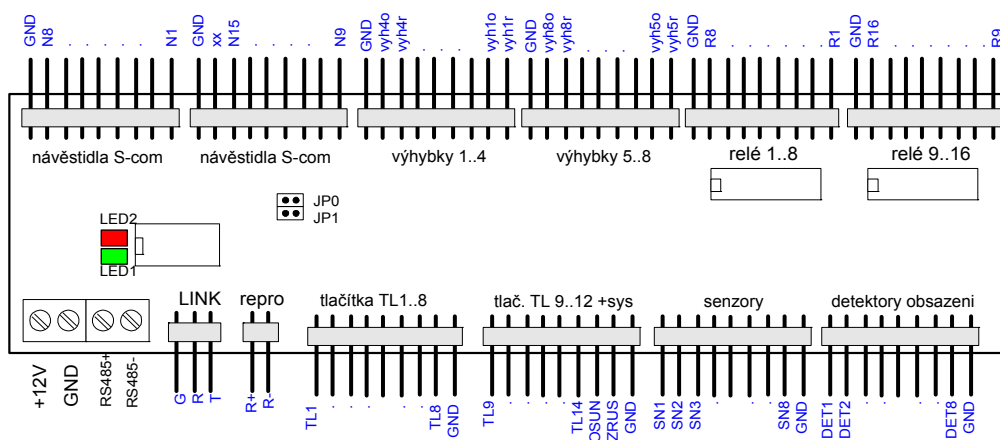 GND N8 . . . . . . N1 GND xx N15 . . . . . N9 GND vyh4o vyh4r . . . . vyh1o vyh1r GND vyh8o vyh8r . . . . vyh5o vyh5r GND R8 . . . . . . R1 GND R16 . . . . . . R9
návěstidla S-com návěstidla S-com výhybky 1..4 výhybky 5..8 relé 1..8 relé 9..16
JP0
JP1
LED2
LED1
LINK repro tlačítka TL1..8 tlač. TL 9..12 +sys senzory detektory obsazeni
+12V GND RS485+ RS485- G R T R+ R- TL1 . . . . . . TL8 GND TL9 . . . . TL14 OSUN ZRUS GND SN1 SN2 SN3 . . . . SN8 GND DET1 DET2 . . . . . DET8 GND